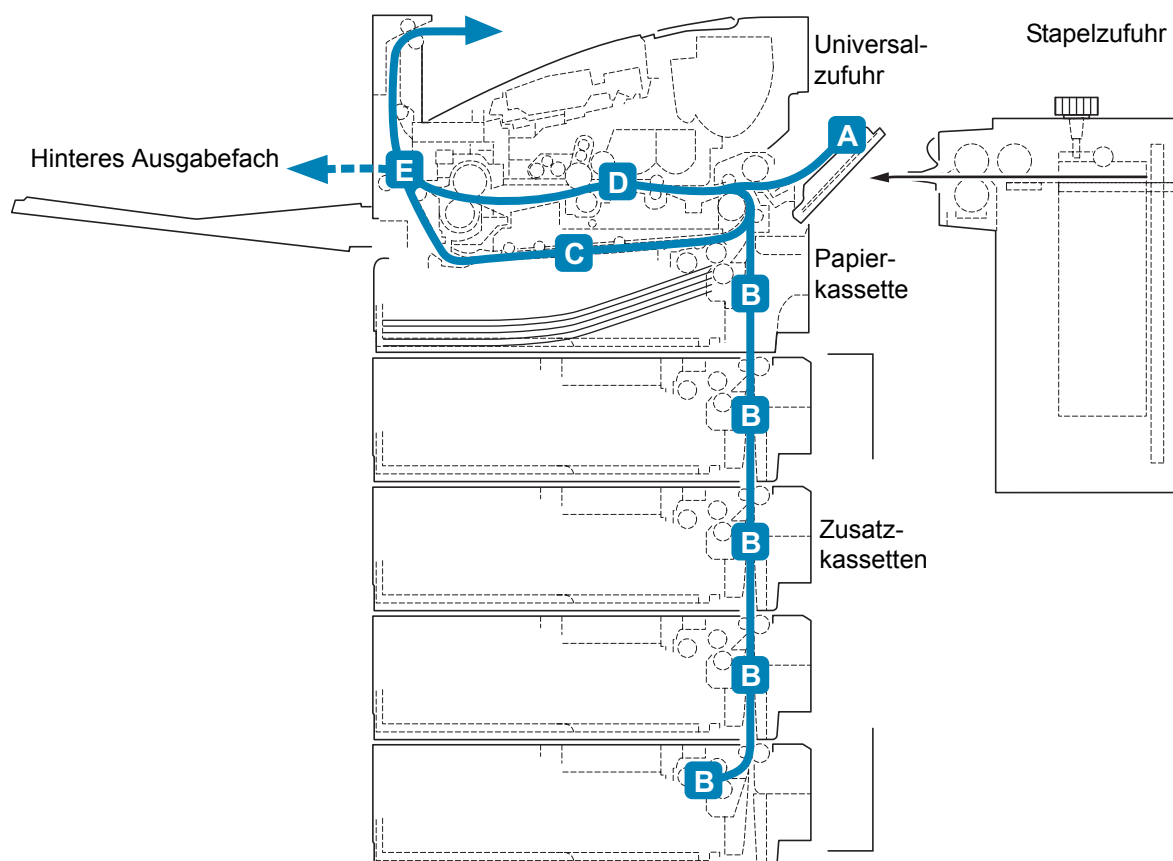 Universal-
zufuhr
Stapelzufuhr
A
Hinteres Ausgabefach
E
D
C
Papier-
kassette
B
B
Zusatz-
kassetten
B
B
B